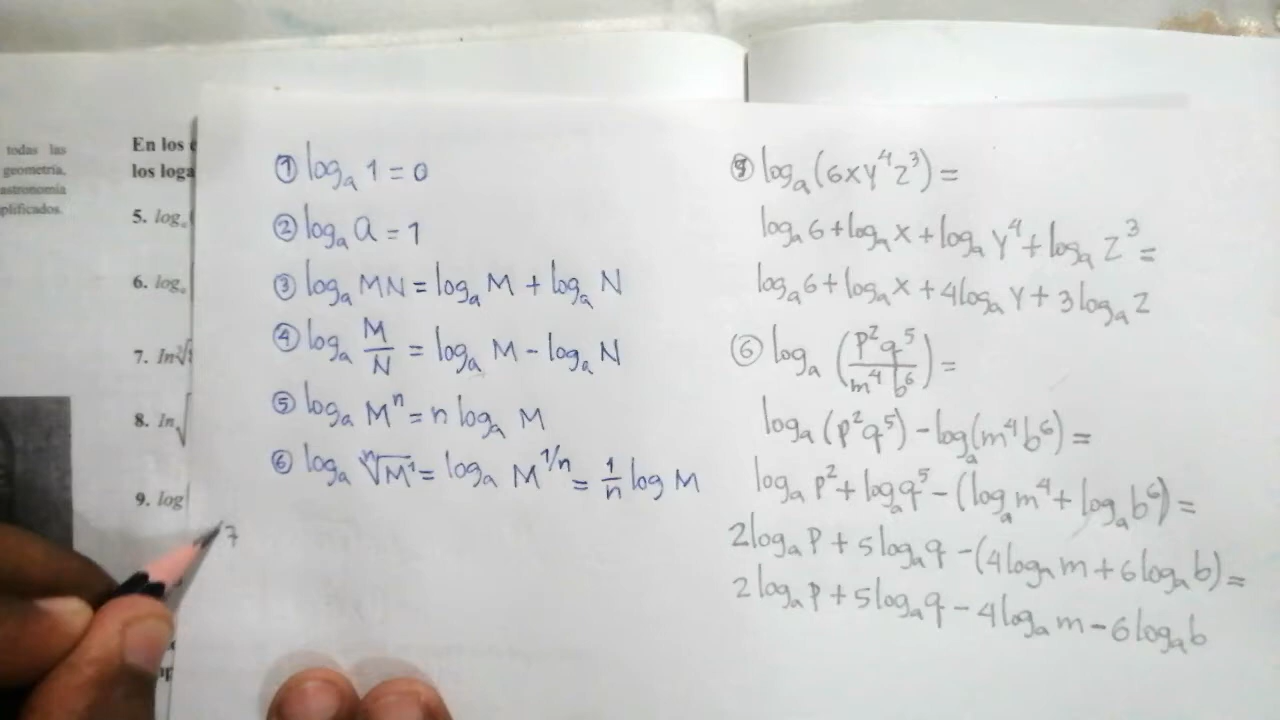 todas las
geometría,
astronomía
plificados.
En los
los loga
5. log
6. log
7. In
8. In
9. log
① log_a 1 = 0
② log_a a = 1
③ log_a MN = log_a M + log_a N
④ log_a M/N = log_a M - log_a N
⑤ log_a Mⁿ = n log_a M
⑥ log_a ⁿ√M¹ = log_a M^(1/n) = 1/n log M
7
log_a (6xy⁴z³) =
log_a 6 + log_a x + log_a y⁴ + log_a z³ =
log_a 6 + log_a x + 4 log_a y + 3 log_a z
⑥ log_a (p²q⁵/m⁴b⁶) =
log_a (p²q⁵) - log_a (m⁴b⁶) =
log_a p² + log_a q⁵ - (log_a m⁴ + log_a b⁶) =
2 log_a p + 5 log_a q - (4 log_a m + 6 log_a b) =
2 log_a p + 5 log_a q - 4 log_a m - 6 log_a b